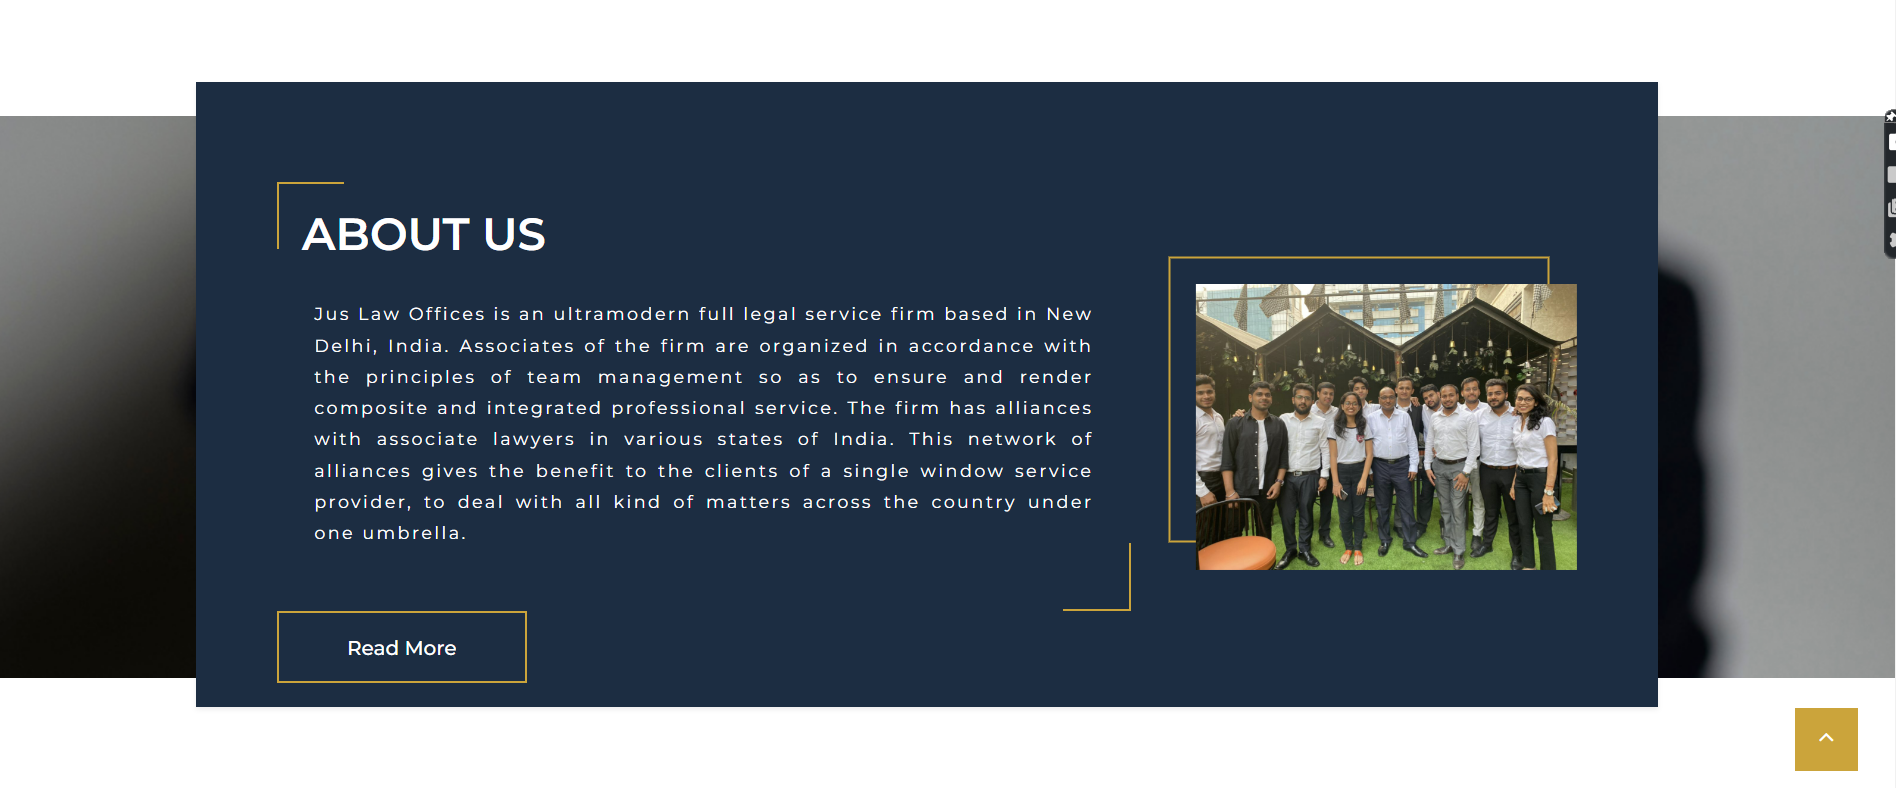 ABOUT US
Jus Law Offices is an ultramodern full legal service firm based in New
Delhi, India. Associates of the firm are organized in accordance with
the principles of team management so as to ensure and render
composite and integrated professional service. The firm has alliances
with associate lawyers in various states of India. This network of
alliances gives the benefit to the clients of a single window service
provider, to deal with all kind of matters across the country under
one umbrella.
Read More